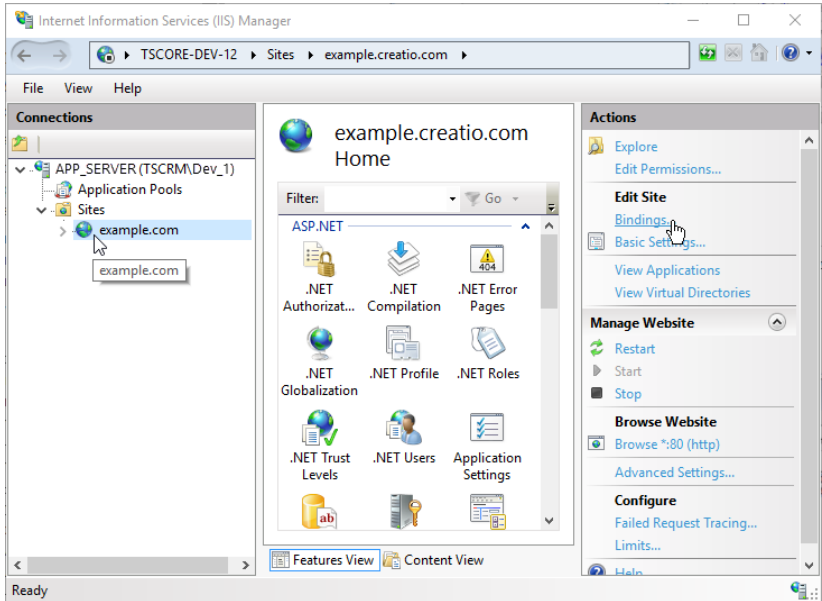 Internet Information Services (IIS) Manager
TSCORE-DEV-12 Sites example.creatio.com
File View Help
Connections
APP_SERVER (TSCRM\Dev_1)
Application Pools
Sites
example.com
example.com
example.creatio.com
Home
Filter: Go
ASP.NET
.NET
Authorizat...
.NET
Compilation
404
.NET Error
Pages
.NET
Globalization
.NET Profile
.NET Roles
.NET Trust
Levels
.NET Users
Application
Settings
ab
Features View Content View
Actions
Explore
Edit Permissions...
Edit Site
Bindings...
Basic Settings...
View Applications
View Virtual Directories
Manage Website
Restart
Start
Stop
Browse Website
Browse *:80 (http)
Advanced Settings...
Configure
Failed Request Tracing...
Limits...
Help
Ready